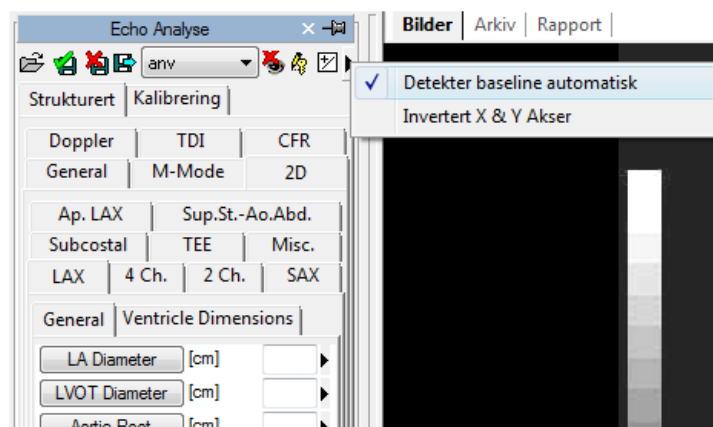 Echo Analyse
Bilder Arkiv Rapport
anv
Detekter baseline automatisk
Invertert X & Y Akser
Strukturert Kalibrering
Doppler TDI CFR
General M-Mode 2D
Ap. LAX Sup.St.-Ao.Abd.
Subcostal TEE Misc.
LAX 4 Ch. 2 Ch. SAX
General Ventricle Dimensions
LA Diameter [cm]
LVOT Diameter [cm]
Aortic Root [cm]